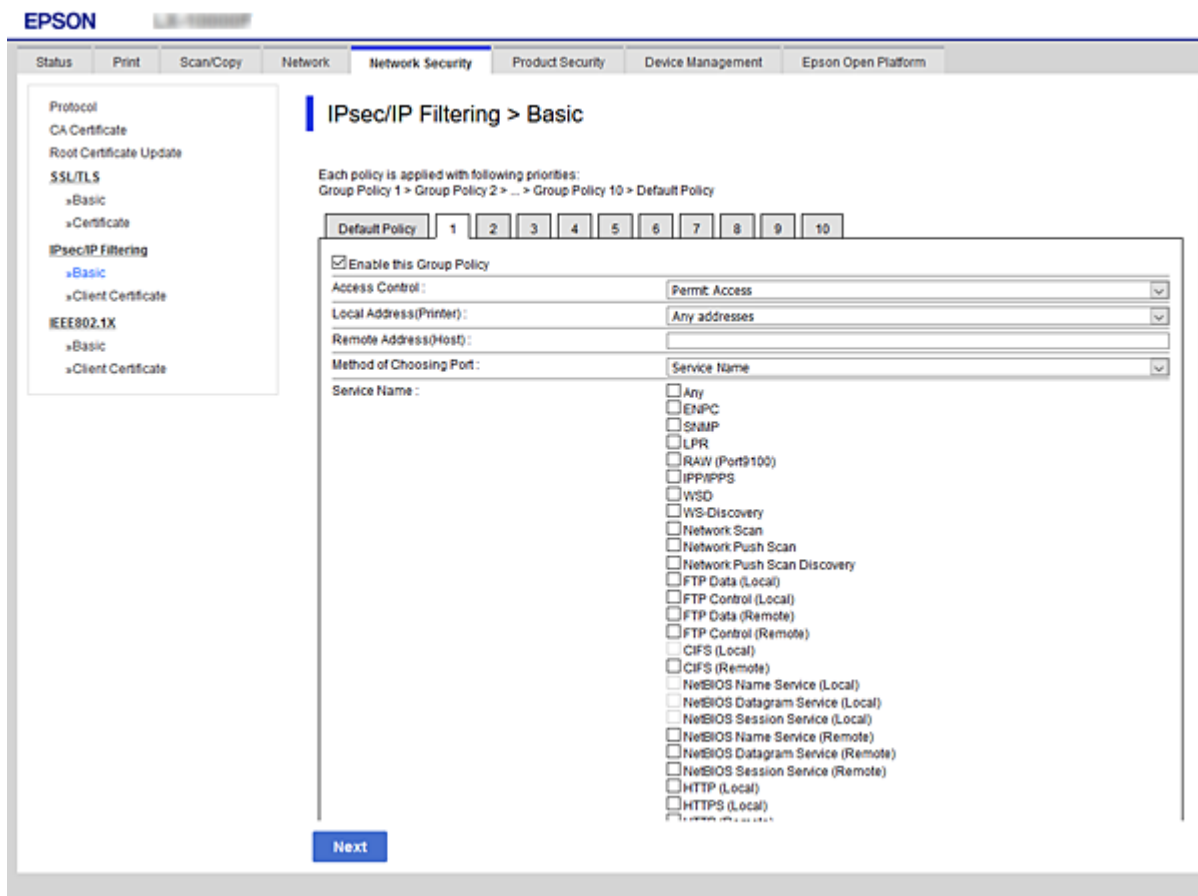 EPSON
Status Print Scan/Copy Network Network Security Product Security Device Management Epson Open Platform
Protocol
CA Certificate
Root Certificate Update
SSL/TLS
»Basic
»Certificate
IPsec/IP Filtering
»Basic
»Client Certificate
IEEE802.1X
»Basic
»Client Certificate
IPsec/IP Filtering > Basic
Each policy is applied with following priorities:
Group Policy 1 > Group Policy 2 > ... > Group Policy 10 > Default Policy
Default Policy 1 2 3 4 5 6 7 8 9 10
Enable this Group Policy
Access Control : Permit Access
Local Address(Printer) : Any addresses
Remote Address(Host) :
Method of Choosing Port : Service Name
Service Name : Any
ENPC
SNMP
LPR
RAW (Port9100)
IPP/IPPS
WSD
WS-Discovery
Network Scan
Network Push Scan
Network Push Scan Discovery
FTP Data (Local)
FTP Control (Local)
FTP Data (Remote)
FTP Control (Remote)
CIFS (Local)
CIFS (Remote)
NetBIOS Name Service (Local)
NetBIOS Datagram Service (Local)
NetBIOS Session Service (Local)
NetBIOS Name Service (Remote)
NetBIOS Datagram Service (Remote)
NetBIOS Session Service (Remote)
HTTP (Local)
HTTPS (Local)
Next